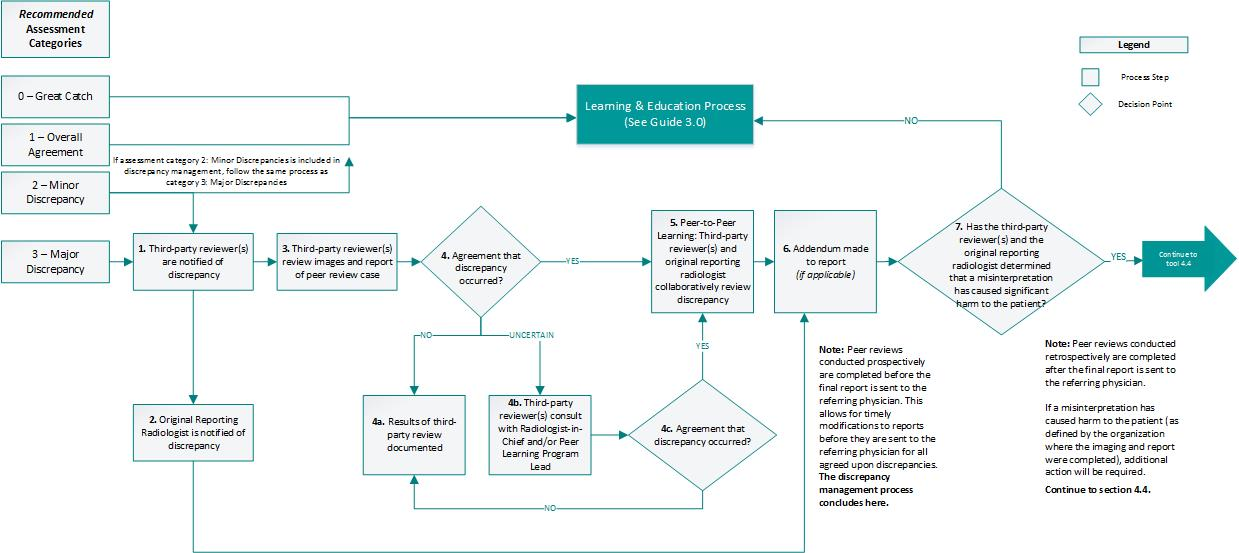 Recommended
Assessment
Categories
Legend
Process Step
Decision Point
0 – Great Catch
1 – Overall
Agreement
2 – Minor
Discrepancy
3 – Major
Discrepancy
If assessment category 2: Minor Discrepancies is included in
discrepancy management, follow the same process as
category 3: Major Discrepancies
Learning & Education Process
(See Guide 3.0)
NO
1. Third-party reviewer(s)
are notified of
discrepancy
3. Third-party reviewer(s)
review images and report
of peer review case
4. Agreement that
discrepancy
occurred?
YES
5. Peer-to-Peer
Learning: Third-party
reviewer(s) and
original reporting
radiologist
collaboratively review
discrepancy
6. Addendum made
to report
(if applicable)
7. Has the third-party
reviewer(s) and the
original reporting
radiologist determined
that a misinterpretation
has caused significant
harm to the patient?
YES
Continue to
tool 4.4
NO
UNCERTAIN
YES
2. Original Reporting
Radiologist is notified of
discrepancy
4a. Results of third-
party review
documented
4b. Third-party
reviewer(s) consult
with Radiologist-in-
Chief and/or Peer
Learning Program
Lead
4c. Agreement that
discrepancy occurred?
NO
Note: Peer reviews
conducted prospectively
are completed before the
final report is sent to the
referring physician. This
allows for timely
modifications to reports
before they are sent to the
referring physician for all
agreed upon discrepancies.
The discrepancy
management process
concludes here.
Note: Peer reviews conducted
retrospectively are completed
after the final report is sent to
the referring physician.
If a misinterpretation has
caused harm to the patient (as
defined by the organization
where the imaging and report
were completed), additional
action will be required.
Continue to section 4.4.